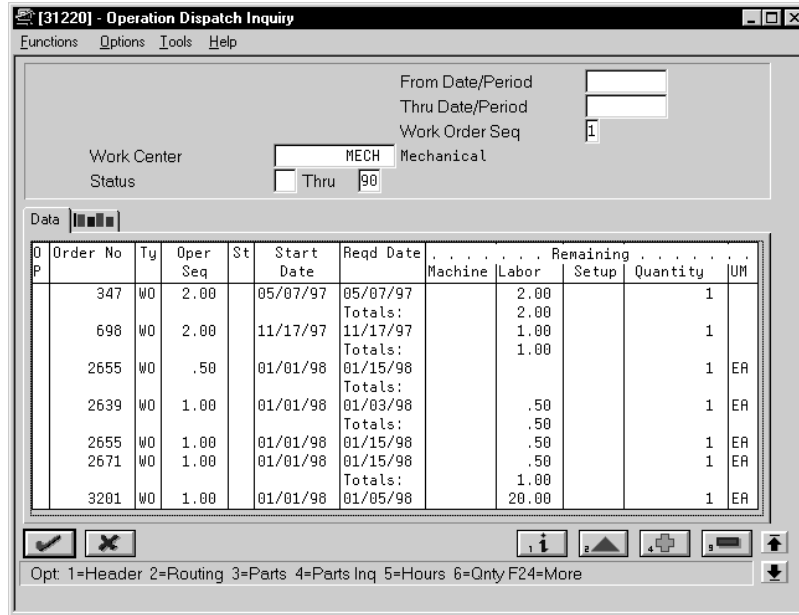 [31220] - Operation Dispatch Inquiry
Functions Options Tools Help
From Date/Period
Thru Date/Period
Work Order Seq 1
Work Center MECH Mechanical
Status Thru 90
Data
O Order No Ty Oper St Start Reqd Date . . . . . . . Remaining . . . . . . .
P Seq Date Machine Labor Setup Quantity UM
347 WO 2.00 05/07/97 05/07/97 2.00 1
Totals: 2.00
698 WO 2.00 11/17/97 11/17/97 1.00 1
Totals: 1.00
2655 WO .50 01/01/98 01/15/98 1 EA
Totals:
2639 WO 1.00 01/01/98 01/03/98 .50 1 EA
Totals: .50
2655 WO 1.00 01/01/98 01/15/98 .50 1 EA
2671 WO 1.00 01/01/98 01/15/98 .50 1 EA
Totals: 1.00
3201 WO 1.00 01/01/98 01/05/98 20.00 1 EA
1 i 2 4 9
Opt: 1=Header 2=Routing 3=Parts 4=Parts Inq 5=Hours 6=Qnty F24=More